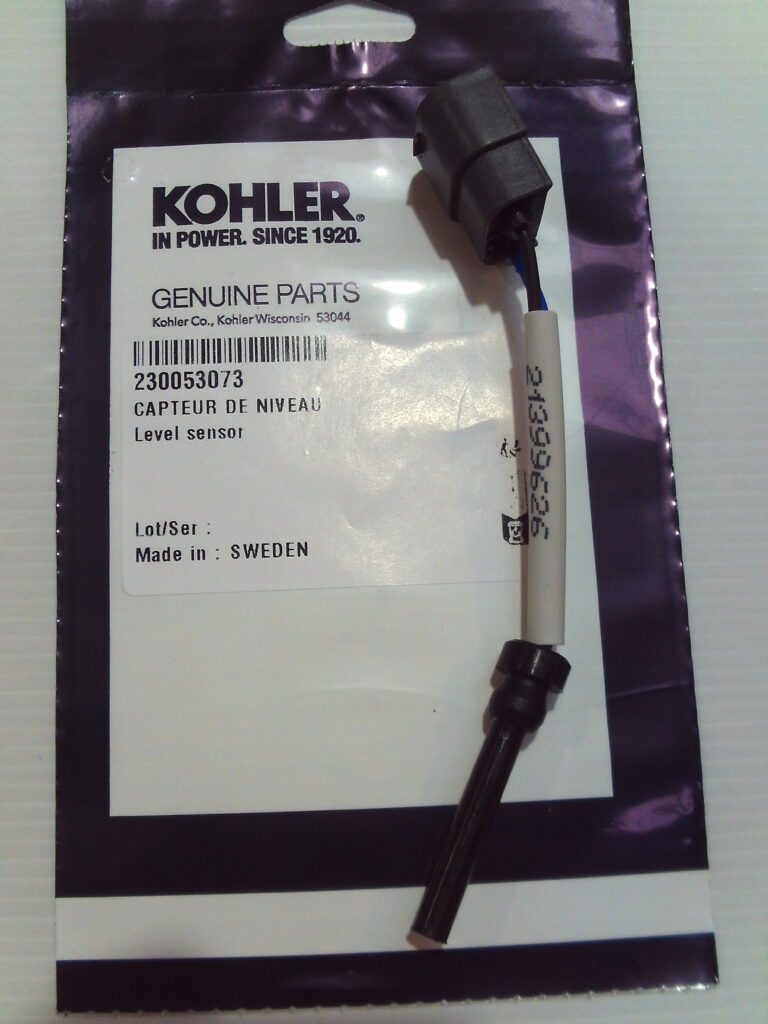 KOHLER®
IN POWER. SINCE 1920.
GENUINE PARTS
Kohler Co., Kohler Wisconsin 53044
230053073
CAPTEUR DE NIVEAU
Level sensor
Lot/Ser :
Made in : SWEDEN
21399626